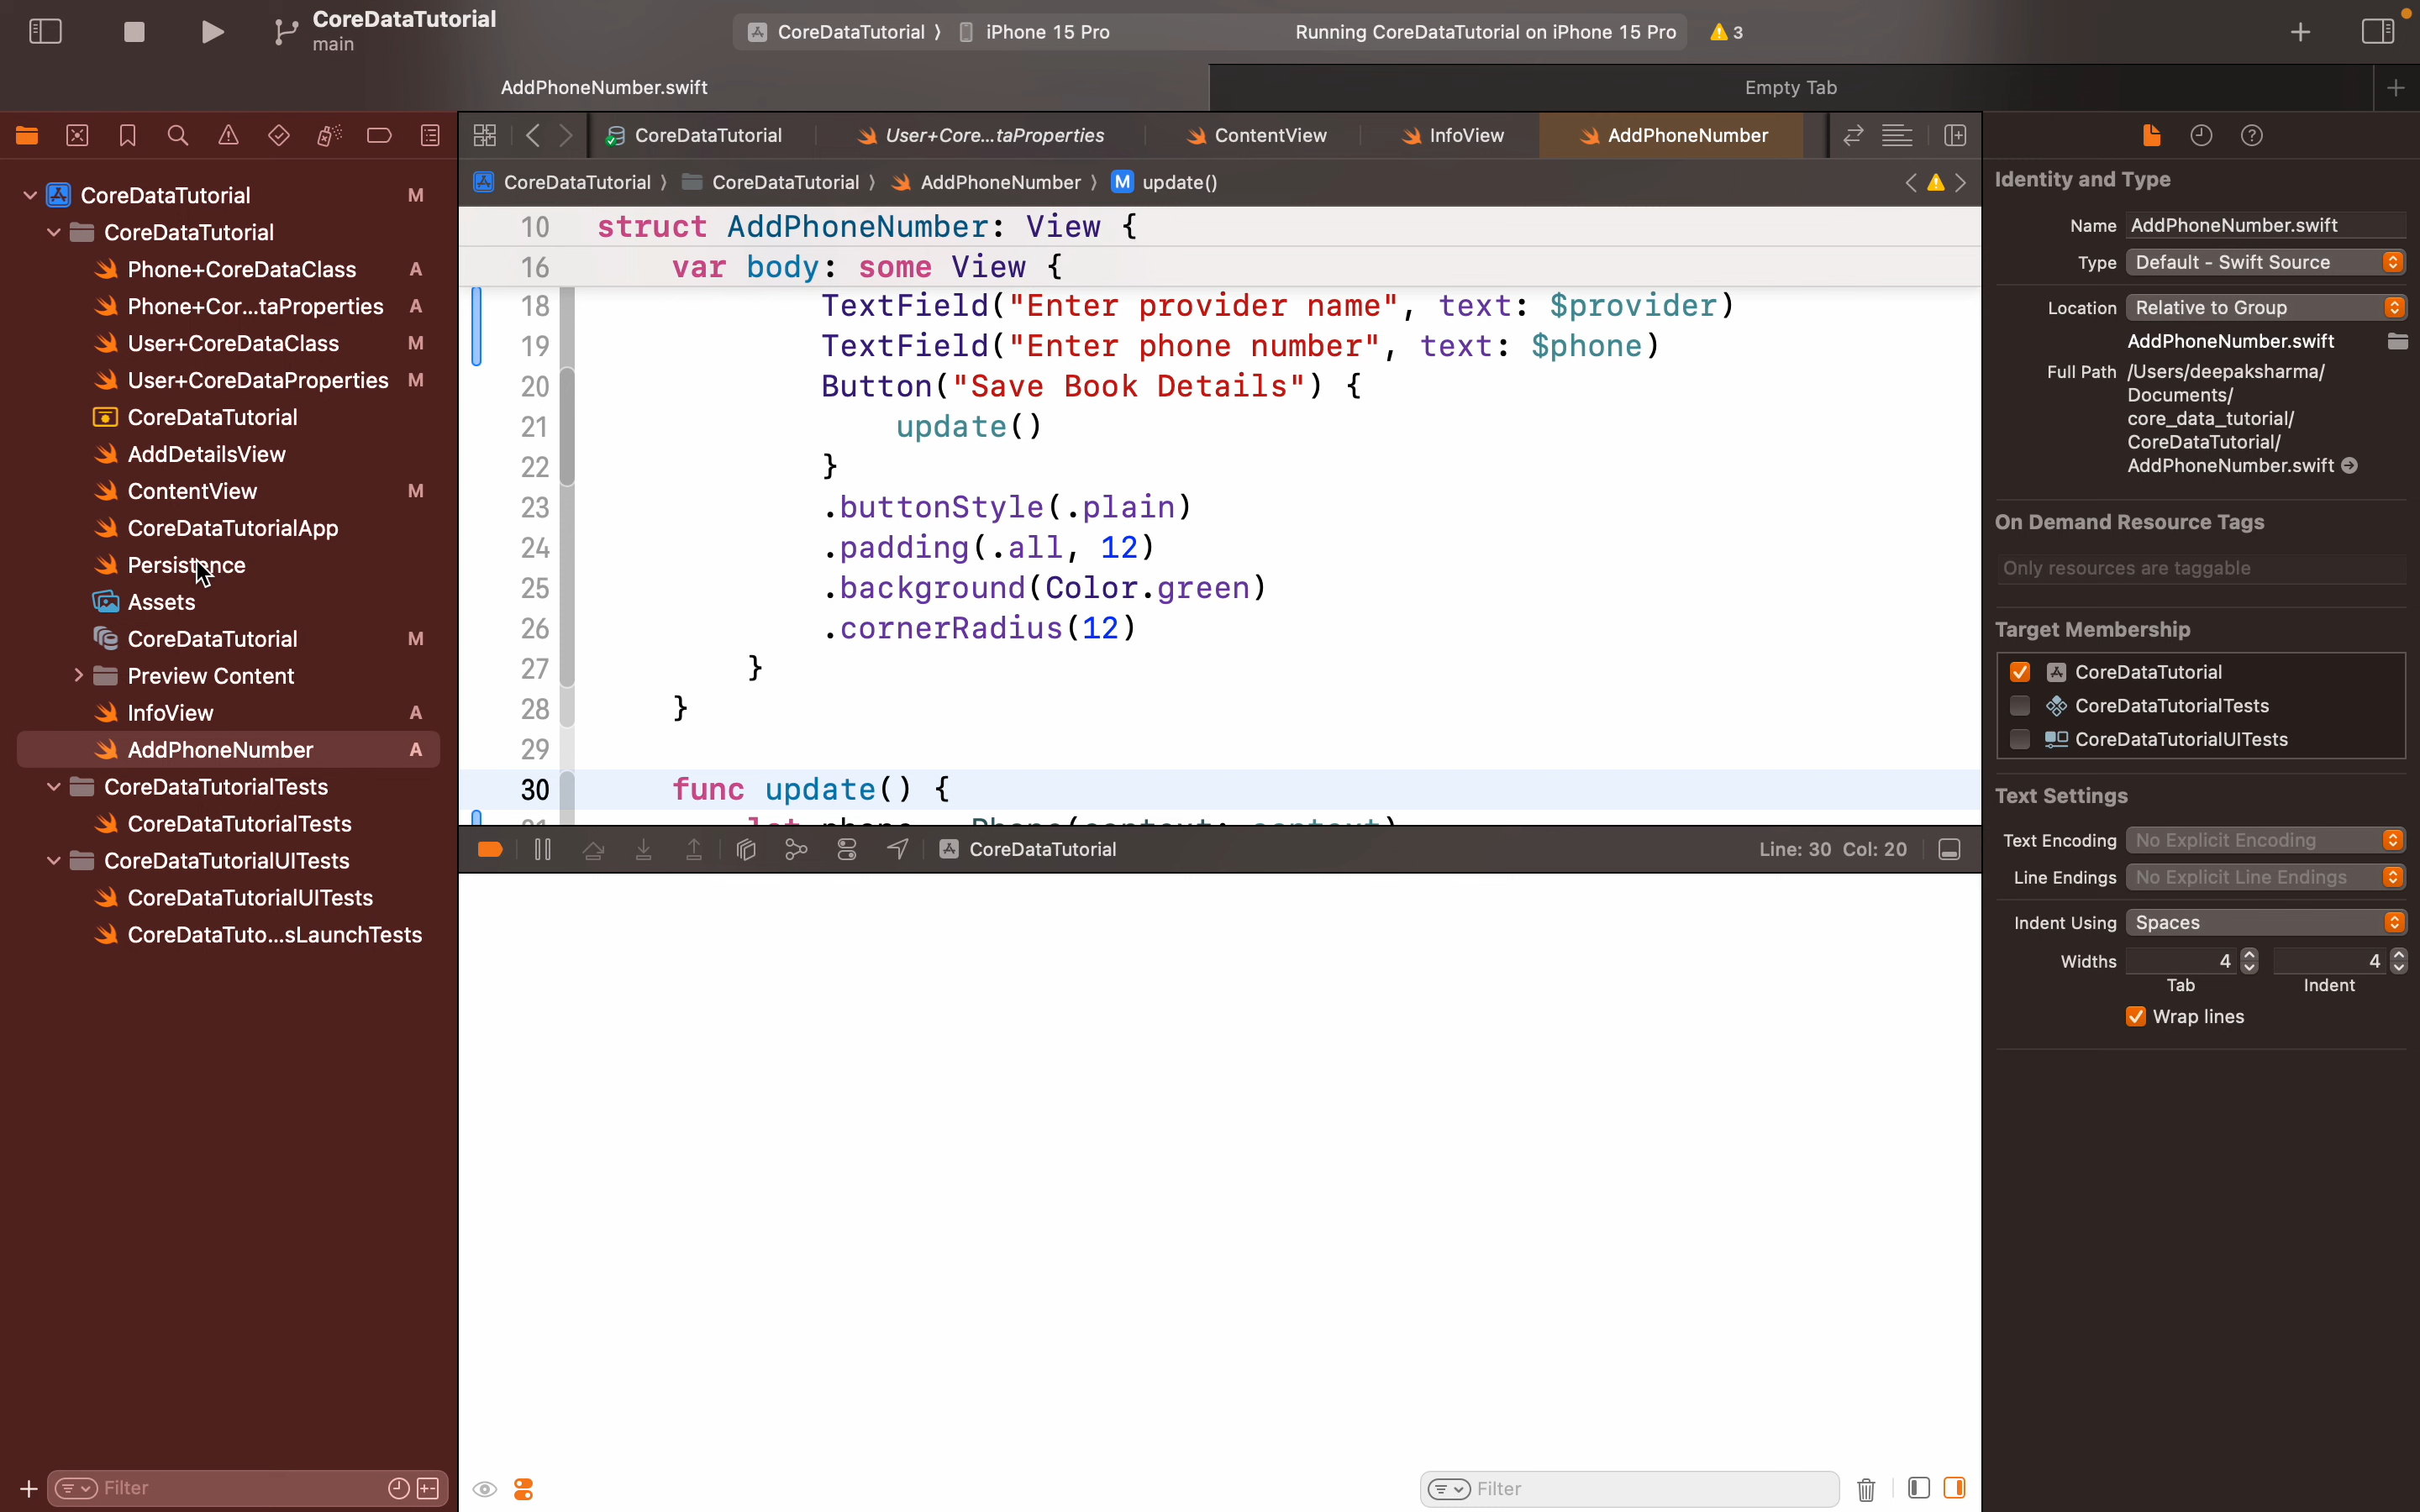 CoreDataTutorial
main
CoreDataTutorial
iPhone 15 Pro
Running CoreDataTutorial on iPhone 15 Pro
3
AddPhoneNumber.swift
Empty Tab
CoreDataTutorial
User+Core...taProperties
ContentView
InfoView
AddPhoneNumber
CoreDataTutorial
CoreDataTutorial
AddPhoneNumber
M
update()
CoreDataTutorial M
CoreDataTutorial
Phone+CoreDataClass A
Phone+Cor...taProperties A
User+CoreDataClass M
User+CoreDataProperties M
CoreDataTutorial
AddDetailsView
ContentView M
CoreDataTutorialApp
Persistence
Assets
CoreDataTutorial M
Preview Content
InfoView A
AddPhoneNumber A
CoreDataTutorialTests
CoreDataTutorialTests
CoreDataTutorialUITests
CoreDataTutorialUITests
CoreDataTuto...sLaunchTests
Filter
10 struct AddPhoneNumber: View {
16 var body: some View {
18 TextField("Enter provider name", text: $provider)
19 TextField("Enter phone number", text: $phone)
20 Button("Save Book Details") {
21 update()
22 }
23 .buttonStyle(.plain)
24 .padding(.all, 12)
25 .background(Color.green)
26 .cornerRadius(12)
27 }
28 }
29
30 func update() {
CoreDataTutorial
Line: 30 Col: 20
Filter
Identity and Type
Name AddPhoneNumber.swift
Type Default - Swift Source
Location Relative to Group
AddPhoneNumber.swift
Full Path /Users/deepaksharma/
Documents/
core_data_tutorial/
CoreDataTutorial/
AddPhoneNumber.swift
On Demand Resource Tags
Only resources are taggable
Target Membership
CoreDataTutorial
CoreDataTutorialTests
CoreDataTutorialUITests
Text Settings
Text Encoding No Explicit Encoding
Line Endings No Explicit Line Endings
Indent Using Spaces
Widths 4 4
Tab Indent
Wrap lines